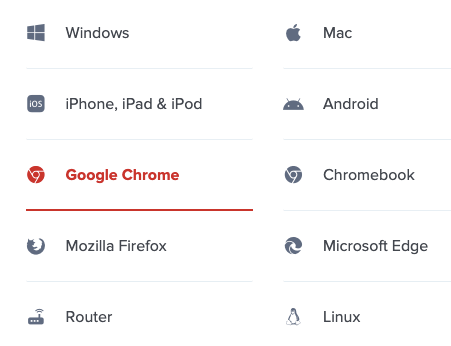 Windows
Mac
iOS
iPhone, iPad & iPod
Android
Google Chrome
Chromebook
Mozilla Firefox
Microsoft Edge
Router
Linux